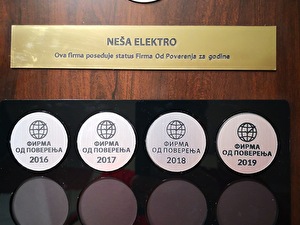 NEŠA ELEKTRO
Ova firma poseduje status Firma Od Poverenja za godine
ФИРМА
ОД ПОВЕРЕЊА
2016
ФИРМА
ОД ПОВЕРЕЊА
2017
ФИРМА
ОД ПОВЕРЕЊА
2018
ФИРМА
ОД ПОВЕРЕЊА
2019